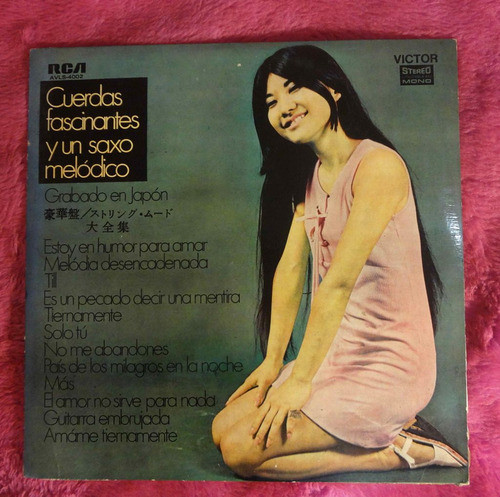 RCA
AVLS-4002
VICTOR
STEREO
MONO
Cuerdas
fascinantes
y un saxo
melódico
Grabado en Japón
豪華盤/ストリング・ムード
大全集
Estoy en humor para amar
Melódia desencadenada
Till
Es un pecado decir una mentira
Tiernamente
Solo tú
No me abandones
País de los milagros en la noche
Más
El amor no sirve para nada
Guitarra embrujada
Amáme tiernamente